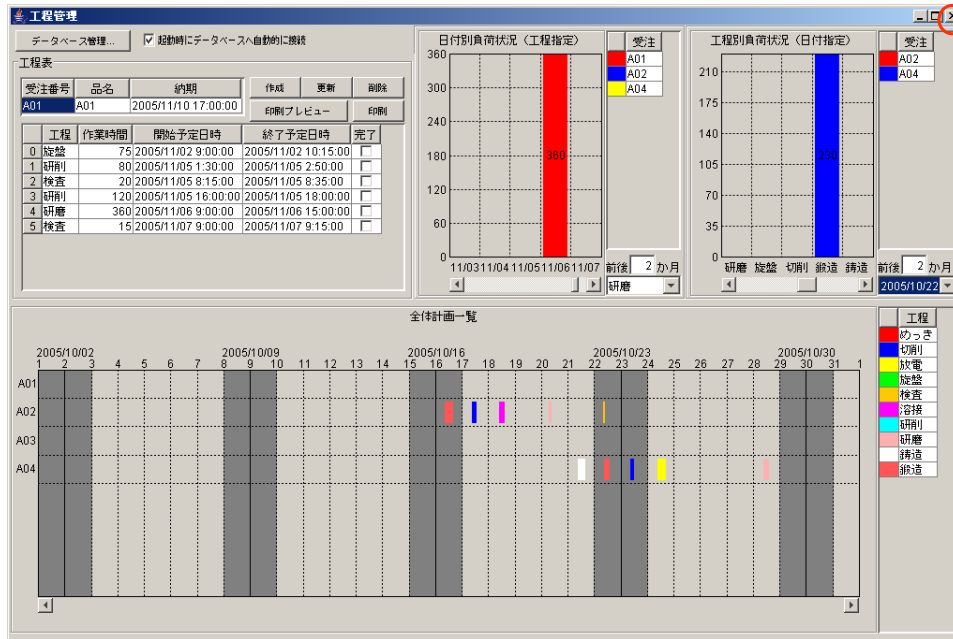 工程管理
データベース管理...
起動時にデータベースへ自動的に接続
工程表
受注番号 品名 納期
A01 A01 2005/11/10 17:00:00
作成 更新 削除
印刷プレビュー 印刷
工程 作業時間 開始予定日時 終了予定日時 完了
0 旋盤 75 2005/11/02 9:00:00 2005/11/02 10:15:00
1 研削 80 2005/11/05 1:30:00 2005/11/05 2:50:00
2 検査 20 2005/11/05 8:15:00 2005/11/05 8:35:00
3 研削 120 2005/11/05 16:00:00 2005/11/05 18:00:00
4 研磨 360 2005/11/06 9:00:00 2005/11/06 15:00:00
5 検査 15 2005/11/07 9:00:00 2005/11/07 9:15:00
日付別負荷状況（工程指定）
360
300
240
180
120
60
0
360
11/03 11/04 11/05 11/06 11/07
受注
A01
A02
A04
前後 2 か月
研磨
工程別負荷状況（日付指定）
210
175
140
105
70
35
0
230
研磨 旋盤 切削 鍛造 鋳造
受注
A02
A04
前後 2 か月
2005/10/22
全体計画一覧
2005/10/02 2005/10/09 2005/10/16 2005/10/23 2005/10/30
1 2 3 4 5 6 7 8 9 10 11 12 13 14 15 16 17 18 19 20 21 22 23 24 25 26 27 28 29 30 31 1
A01
A02
A03
A04
工程
めっき
切削
放電
旋盤
検査
溶接
研削
研磨
鋳造
鍛造